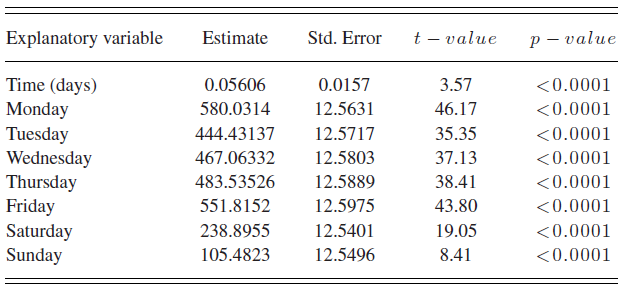 Explanatory variable Estimate Std. Error t − value p − value
Time (days) 0.05606 0.0157 3.57 <0.0001
Monday 580.0314 12.5631 46.17 <0.0001
Tuesday 444.43137 12.5717 35.35 <0.0001
Wednesday 467.06332 12.5803 37.13 <0.0001
Thursday 483.53526 12.5889 38.41 <0.0001
Friday 551.8152 12.5975 43.80 <0.0001
Saturday 238.8955 12.5401 19.05 <0.0001
Sunday 105.4823 12.5496 8.41 <0.0001